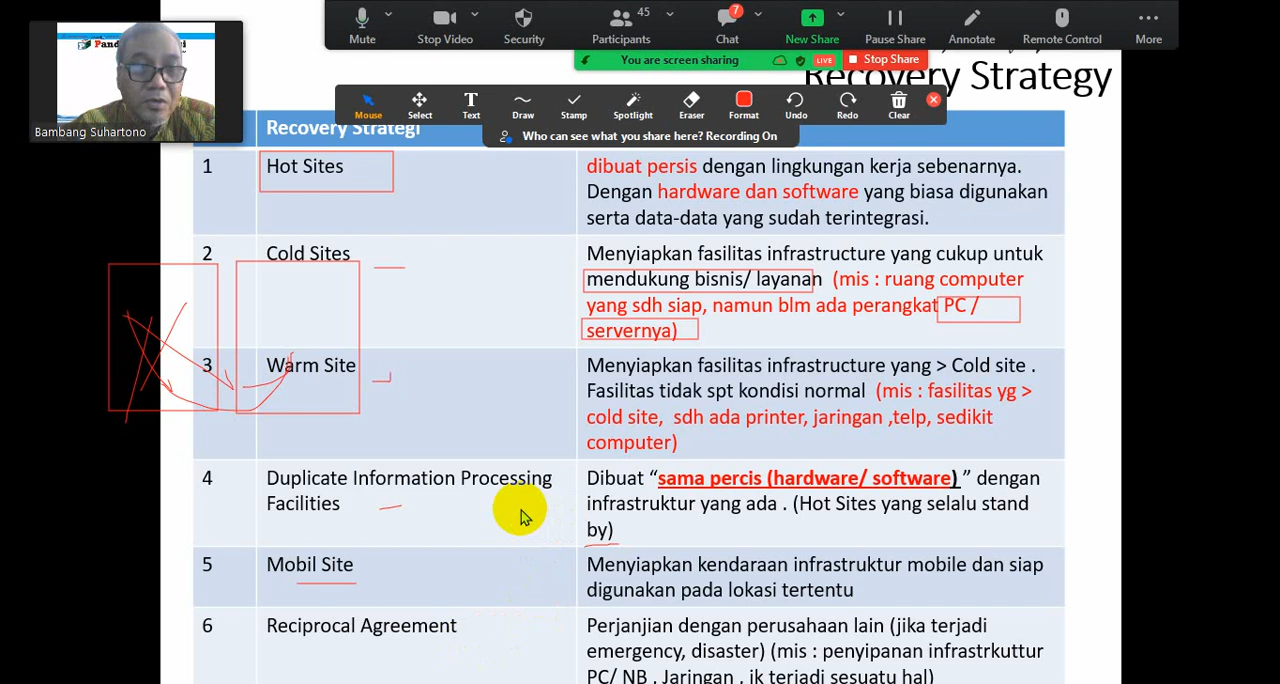 Mute
Stop Video
Security
45
Participants
7
Chat
New Share
Pause Share
Annotate
Remote Control
More
You are screen sharing
LIVE
Stop Share
Recovery Strategy
Mouse
Select
Text
Draw
Stamp
Spotlight
Eraser
Format
Undo
Redo
Clear
Who can see what you share here? Recording On
Bambang Suhartono
Recovery Strategi
1
Hot Sites
dibuat persis dengan lingkungan kerja sebenarnya.
Dengan hardware dan software yang biasa digunakan
serta data-data yang sudah terintegrasi.
2
Cold Sites
Menyiapkan fasilitas infrastructure yang cukup untuk
mendukung bisnis/ layanan (mis : ruang computer
yang sdh siap, namun blm ada perangkat PC /
servernya)
3
Warm Site
Menyiapkan fasilitas infrastructure yang > Cold site .
Fasilitas tidak spt kondisi normal (mis : fasilitas yg >
cold site, sdh ada printer, jaringan ,telp, sedikit
computer)
4
Duplicate Information Processing
Facilities
Dibuat “sama percis (hardware/ software) ” dengan
infrastruktur yang ada . (Hot Sites yang selalu stand
by)
5
Mobil Site
Menyiapkan kendaraan infrastruktur mobile dan siap
digunakan pada lokasi tertentu
6
Reciprocal Agreement
Perjanjian dengan perusahaan lain (jika terjadi
emergency, disaster) (mis : penyipanan infrastrkuttur
PC/ NB , Jaringan , jk terjadi sesuatu hal)